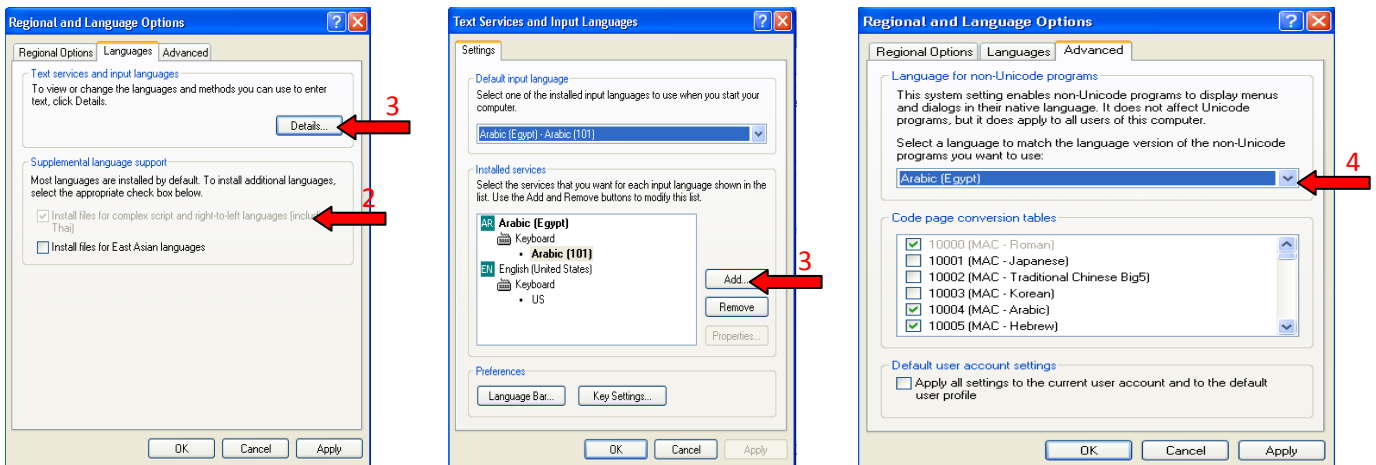 Regional and Language Options
Regional Options Languages Advanced
Text services and input languages
To view or change the languages and methods you can use to enter
text, click Details.
3
Details...
Supplemental language support
Most languages are installed by default. To install additional languages,
select the appropriate check box below.
2
Install files for complex script and right-to-left languages (inclu
Thai)
Install files for East Asian languages
OK Cancel Apply
Text Services and Input Languages
Settings
Default input language
Select one of the installed input languages to use when you start your
computer.
Arabic (Egypt) - Arabic (101)
Installed services
Select the services that you want for each input language shown in the
list. Use the Add and Remove buttons to modify this list.
AR Arabic (Egypt)
Keyboard
• Arabic (101)
EN English (United States)
Keyboard
• US
3
Add...
Remove
Properties...
Preferences
Language Bar... Key Settings...
OK Cancel Apply
Regional and Language Options
Regional Options Languages Advanced
Language for non-Unicode programs
This system setting enables non-Unicode programs to display menus
and dialogs in their native language. It does not affect Unicode
programs, but it does apply to all users of this computer.
Select a language to match the language version of the non-Unicode
programs you want to use:
4
Arabic (Egypt)
Code page conversion tables
10000 (MAC - Roman)
10001 (MAC - Japanese)
10002 (MAC - Traditional Chinese Big5)
10003 (MAC - Korean)
10004 (MAC - Arabic)
10005 (MAC - Hebrew)
Default user account settings
Apply all settings to the current user account and to the default
user profile
OK Cancel Apply